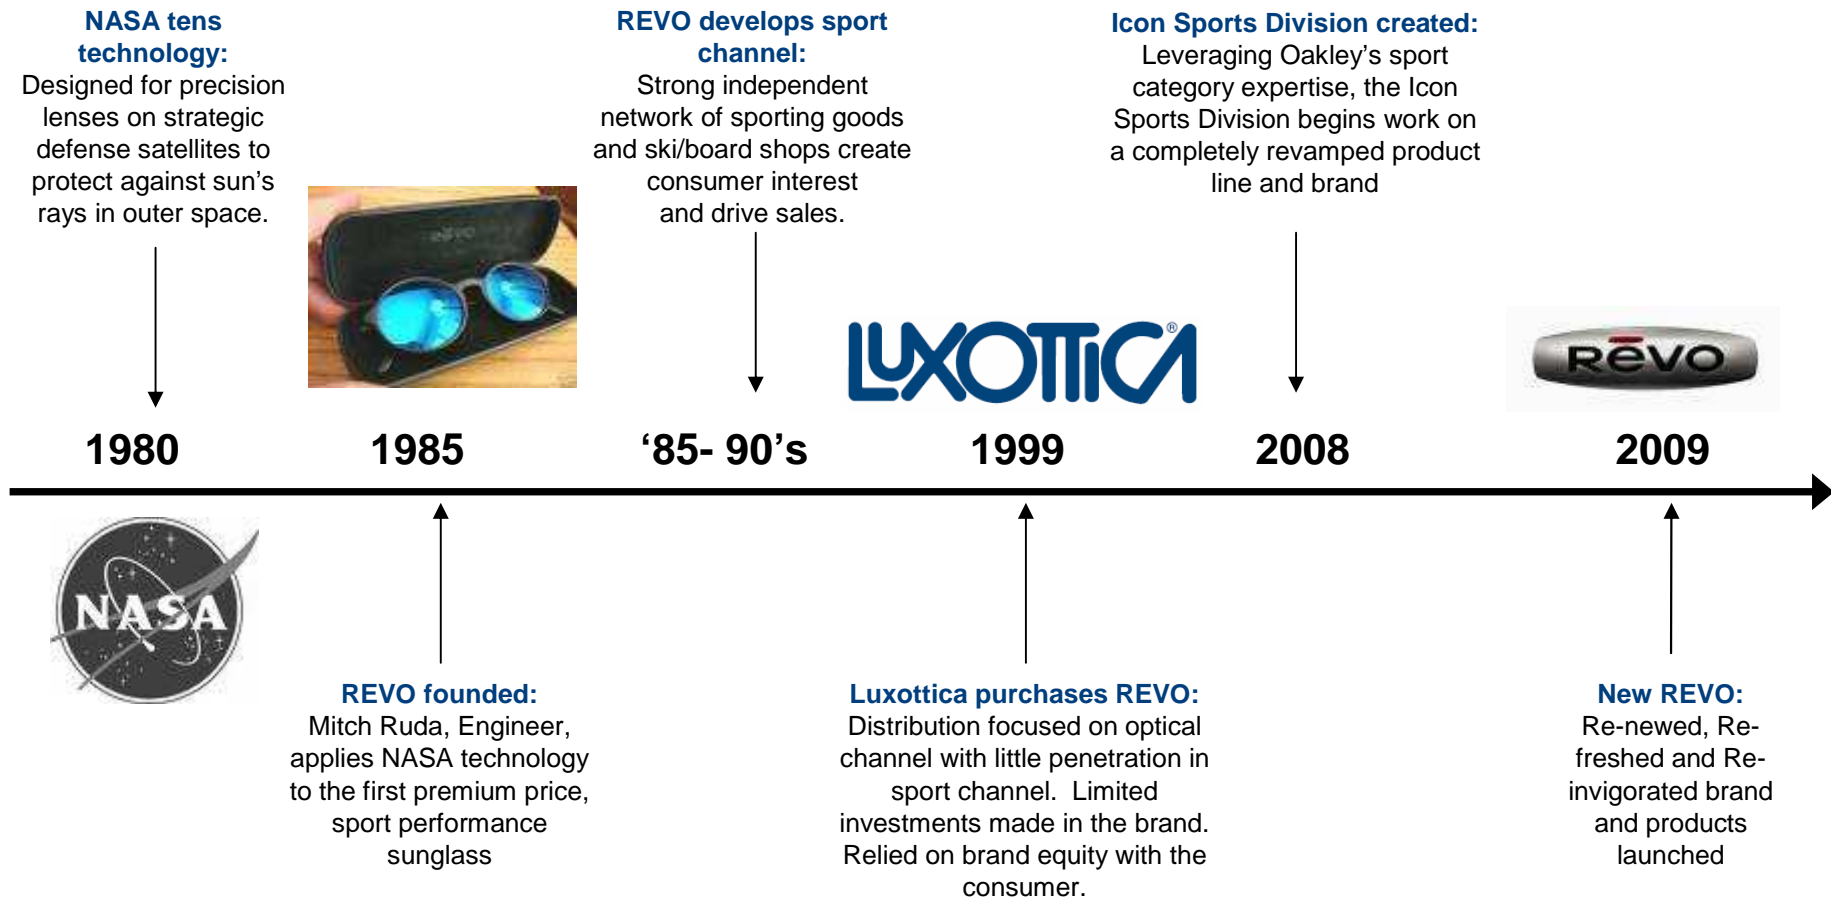 NASA tens
technology:
Designed for precision
lenses on strategic
defense satellites to
protect against sun's
rays in outer space.
REVO develops sport
channel:
Strong independent
network of sporting goods
and ski/board shops create
consumer interest
and drive sales.
Icon Sports Division created:
Leveraging Oakley's sport
category expertise, the Icon
Sports Division begins work on
a completely revamped product
line and brand
rēvo
LUXOTTICA®
RēVO
1980
1985
‘85- 90’s
1999
2008
2009
NASA
REVO founded:
Mitch Ruda, Engineer,
applies NASA technology
to the first premium price,
sport performance
sunglass
Luxottica purchases REVO:
Distribution focused on optical
channel with little penetration in
sport channel.  Limited
investments made in the brand.
Relied on brand equity with the
consumer.
New REVO:
Re-newed, Re-
freshed and Re-
invigorated brand
and products
launched